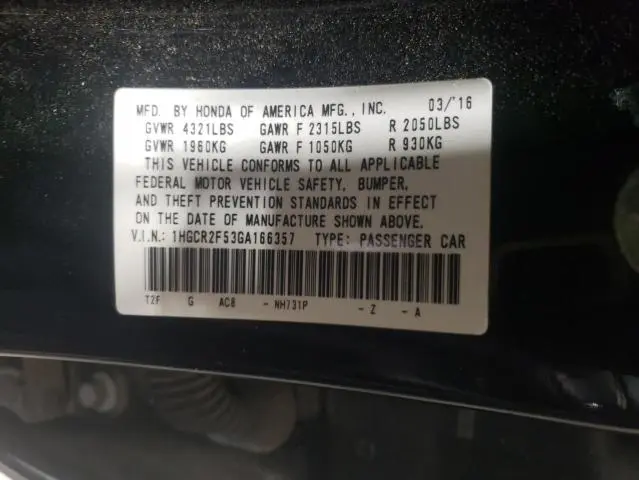 MFD. BY HONDA OF AMERICA MFG., INC. 03/'16
GVWR 4321LBS GAWR F 2315LBS R 2050LBS
GVWR 1960KG GAWR F 1050KG R 930KG
THIS VEHICLE CONFORMS TO ALL APPLICABLE
FEDERAL MOTOR VEHICLE SAFETY, BUMPER,
AND THEFT PREVENTION STANDARDS IN EFFECT
ON THE DATE OF MANUFACTURE SHOWN ABOVE.
V.I.N.: 1HGCR2F53GA166357 TYPE: PASSENGER CAR
T2F G AC8 - NH731P - Z - A